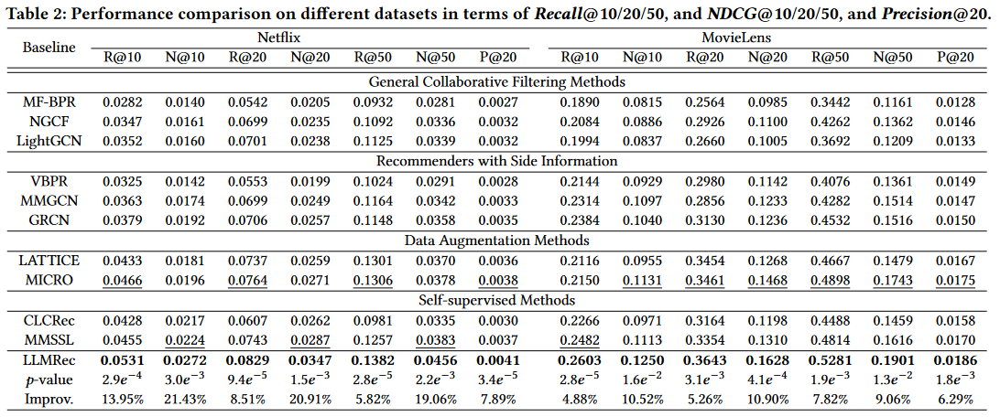 Table 2: Performance comparison on different datasets in terms of Recall@10/20/50, and NDCG@10/20/50, and Precision@20.
Baseline Netflix MovieLens
R@10 N@10 R@20 N@20 R@50 N@50 P@20 R@10 N@10 R@20 N@20 R@50 N@50 P@20
General Collaborative Filtering Methods
MF-BPR 0.0282 0.0140 0.0542 0.0205 0.0932 0.0281 0.0027 0.1890 0.0815 0.2564 0.0985 0.3442 0.1161 0.0128
NGCF 0.0347 0.0161 0.0699 0.0235 0.1092 0.0336 0.0032 0.2084 0.0886 0.2926 0.1100 0.4262 0.1362 0.0146
LightGCN 0.0352 0.0160 0.0701 0.0238 0.1125 0.0339 0.0032 0.1994 0.0837 0.2660 0.1005 0.3692 0.1209 0.0133
Recommenders with Side Information
VBPR 0.0325 0.0142 0.0553 0.0199 0.1024 0.0291 0.0028 0.2144 0.0929 0.2980 0.1142 0.4076 0.1361 0.0149
MMGCN 0.0363 0.0174 0.0699 0.0249 0.1164 0.0342 0.0033 0.2314 0.1097 0.2856 0.1233 0.4282 0.1514 0.0147
GRCN 0.0379 0.0192 0.0706 0.0257 0.1148 0.0358 0.0035 0.2384 0.1040 0.3130 0.1236 0.4532 0.1516 0.0150
Data Augmentation Methods
LATTICE 0.0433 0.0181 0.0737 0.0259 0.1301 0.0370 0.0036 0.2116 0.0955 0.3454 0.1268 0.4667 0.1479 0.0167
MICRO 0.0466 0.0196 0.0764 0.0271 0.1306 0.0378 0.0038 0.2150 0.1131 0.3461 0.1468 0.4898 0.1743 0.0175
Self-supervised Methods
CLCRec 0.0428 0.0217 0.0607 0.0262 0.0981 0.0335 0.0030 0.2266 0.0971 0.3164 0.1198 0.4488 0.1459 0.0158
MMSSL 0.0455 0.0224 0.0743 0.0287 0.1257 0.0383 0.0037 0.2482 0.1113 0.3354 0.1310 0.4814 0.1616 0.0170
LLMRec 0.0531 0.0272 0.0829 0.0347 0.1382 0.0456 0.0041 0.2603 0.1250 0.3643 0.1628 0.5281 0.1901 0.0186
p-value 2.9e⁻⁴ 3.0e⁻³ 9.4e⁻⁵ 1.5e⁻³ 2.8e⁻⁵ 2.2e⁻³ 3.4e⁻⁵ 2.8e⁻⁵ 1.6e⁻² 3.1e⁻³ 4.1e⁻⁴ 1.9e⁻³ 1.3e⁻² 1.8e⁻³
Improv. 13.95% 21.43% 8.51% 20.91% 5.82% 19.06% 7.89% 4.88% 10.52% 5.26% 10.90% 7.82% 9.06% 6.29%